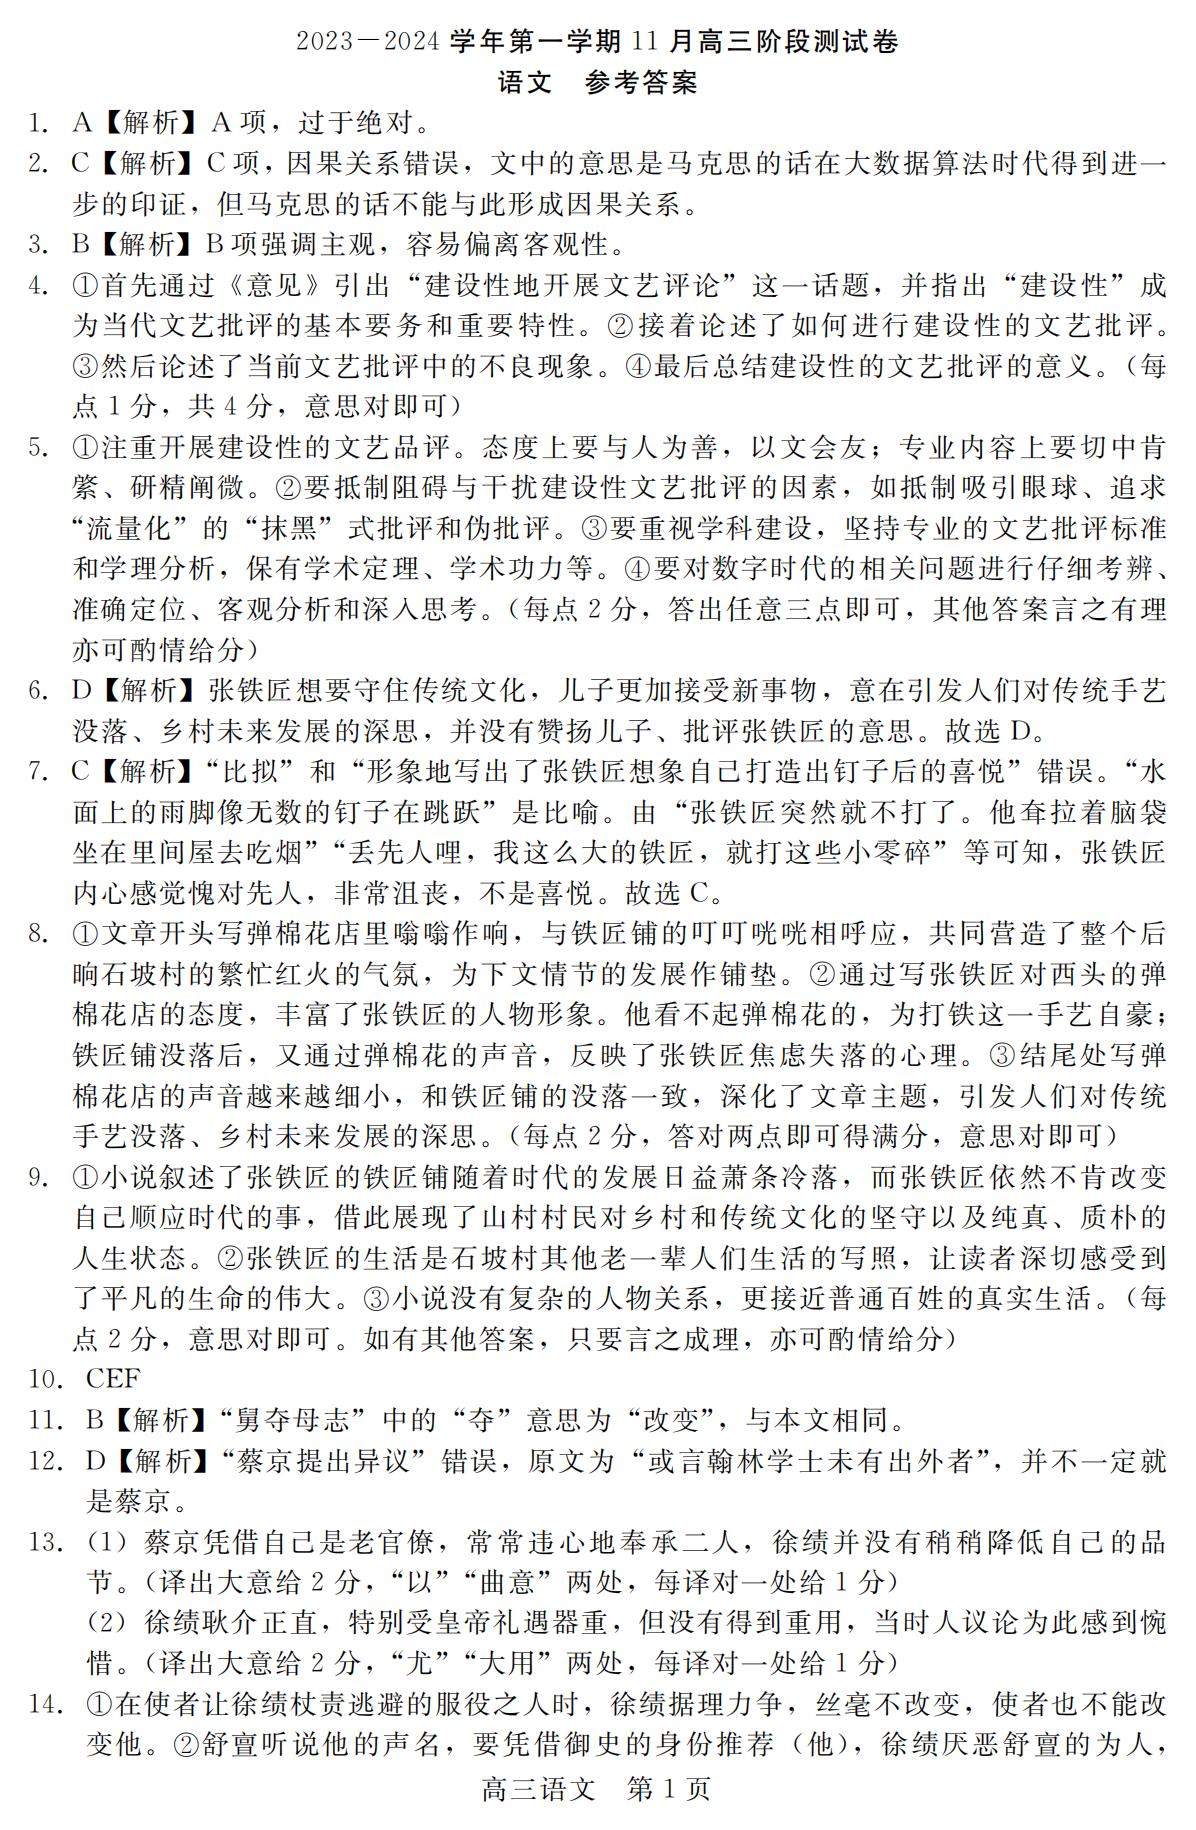 2023－2024 学年第一学期 11 月高三阶段测试卷
语文　参考答案
1. A【解析】A 项，过于绝对。
2. C【解析】C 项，因果关系错误，文中的意思是马克思的话在大数据算法时代得到进一
步的印证，但马克思的话不能与此形成因果关系。
3. B【解析】B 项强调主观，容易偏离客观性。
4. ①首先通过《意见》引出“建设性地开展文艺评论”这一话题，并指出“建设性”成
为当代文艺批评的基本要务和重要特性。②接着论述了如何进行建设性的文艺批评。
③然后论述了当前文艺批评中的不良现象。④最后总结建设性的文艺批评的意义。（每
点 1 分，共 4 分，意思对即可）
5. ①注重开展建设性的文艺品评。态度上要与人为善，以文会友；专业内容上要切中肯
綮、研精阐微。②要抵制阻碍与干扰建设性文艺批评的因素，如抵制吸引眼球、追求
“流量化”的“抹黑”式批评和伪批评。③要重视学科建设，坚持专业的文艺批评标准
和学理分析，保有学术定理、学术功力等。④要对数字时代的相关问题进行仔细考辨、
准确定位、客观分析和深入思考。（每点 2 分，答出任意三点即可，其他答案言之有理
亦可酌情给分）
6. D【解析】张铁匠想要守住传统文化，儿子更加接受新事物，意在引发人们对传统手艺
没落、乡村未来发展的深思，并没有赞扬儿子、批评张铁匠的意思。故选 D。
7. C【解析】“比拟”和“形象地写出了张铁匠想象自己打造出钉子后的喜悦”错误。“水
面上的雨脚像无数的钉子在跳跃”是比喻。由“张铁匠突然就不打了。他耷拉着脑袋
坐在里间屋去吃烟”“丢先人哩，我这么大的铁匠，就打这些小零碎”等可知，张铁匠
内心感觉愧对先人，非常沮丧，不是喜悦。故选 C。
8. ①文章开头写弹棉花店里嗡嗡作响，与铁匠铺的叮叮咣咣相呼应，共同营造了整个后
晌石坡村的繁忙红火的气氛，为下文情节的发展作铺垫。②通过写张铁匠对西头的弹
棉花店的态度，丰富了张铁匠的人物形象。他看不起弹棉花的，为打铁这一手艺自豪；
铁匠铺没落后，又通过弹棉花的声音，反映了张铁匠焦虑失落的心理。③结尾处写弹
棉花店的声音越来越细小，和铁匠铺的没落一致，深化了文章主题，引发人们对传统
手艺没落、乡村未来发展的深思。（每点 2 分，答对两点即可得满分，意思对即可）
9. ①小说叙述了张铁匠的铁匠铺随着时代的发展日益萧条冷落，而张铁匠依然不肯改变
自己顺应时代的事，借此展现了山村村民对乡村和传统文化的坚守以及纯真、质朴的
人生状态。②张铁匠的生活是石坡村其他老一辈人们生活的写照，让读者深切感受到
了平凡的生命的伟大。③小说没有复杂的人物关系，更接近普通百姓的真实生活。（每
点 2 分，意思对即可。如有其他答案，只要言之成理，亦可酌情给分）
10. CEF
11. B【解析】“舅夺母志”中的“夺”意思为“改变”，与本文相同。
12. D【解析】“蔡京提出异议”错误，原文为“或言翰林学士未有出外者”，并不一定就
是蔡京。
13. （1）蔡京凭借自己是老官僚，常常违心地奉承二人，徐绩并没有稍稍降低自己的品
节。（译出大意给 2 分，“以”“曲意”两处，每译对一处给 1 分）
（2）徐绩耿介正直，特别受皇帝礼遇器重，但没有得到重用，当时人议论为此感到惋
惜。（译出大意给 2 分，“尤”“大用”两处，每译对一处给 1 分）
14. ①在使者让徐绩杖责逃避的服役之人时，徐绩据理力争，丝毫不改变，使者也不能改
变他。②舒亶听说他的声名，要凭借御史的身份推荐（他），徐绩厌恶舒亶的为人，
高三语文　第 1 页